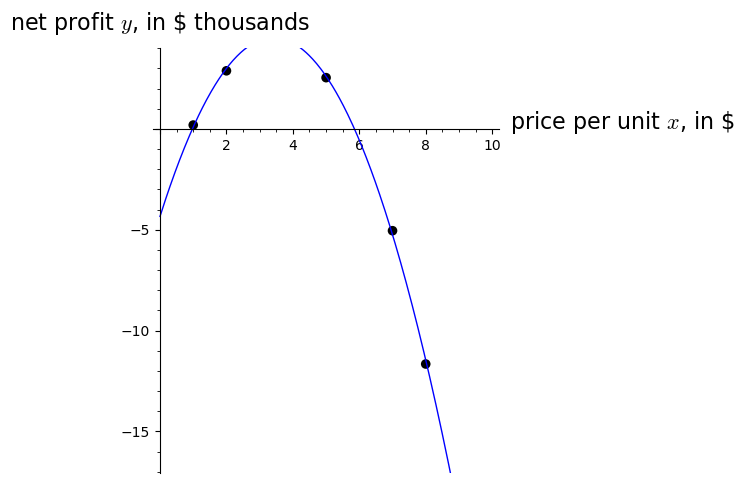 net profit y, in $ thousands
price per unit x, in $
2 4 6 8 10
−5
−10
−15